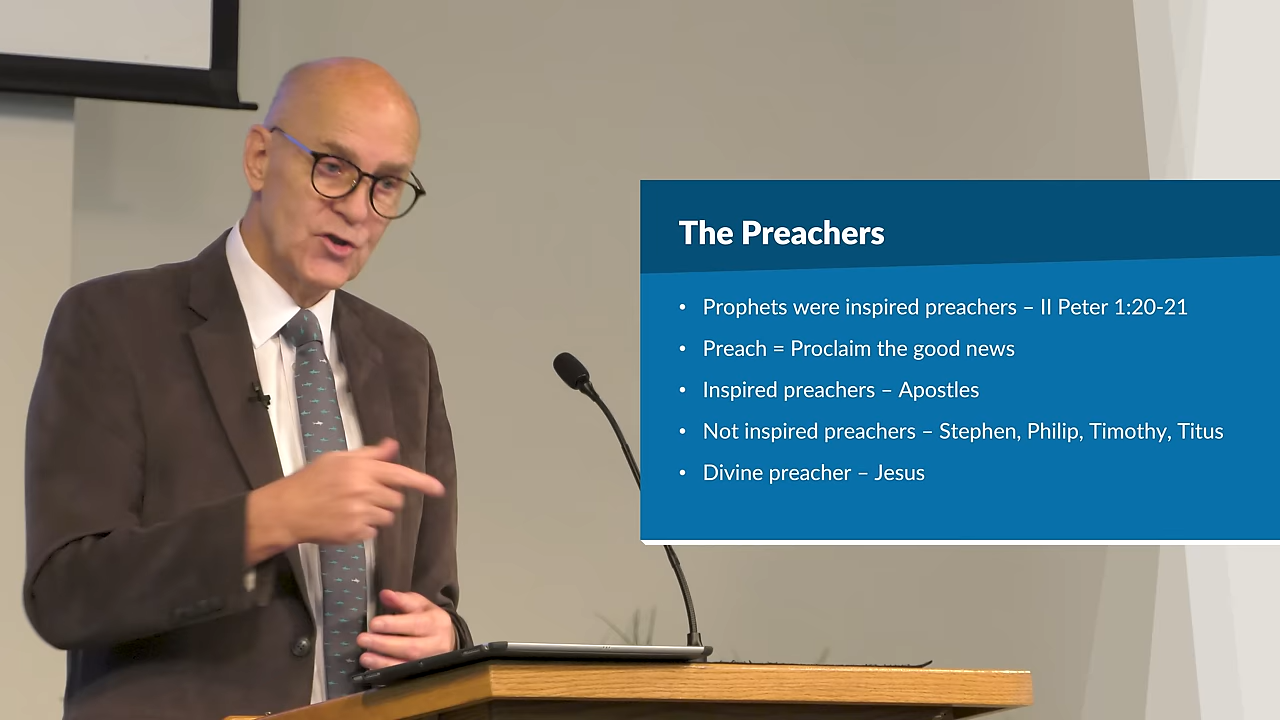 The Preachers
• Prophets were inspired preachers – II Peter 1:20-21
• Preach = Proclaim the good news
• Inspired preachers – Apostles
• Not inspired preachers – Stephen, Philip, Timothy, Titus
• Divine preacher – Jesus